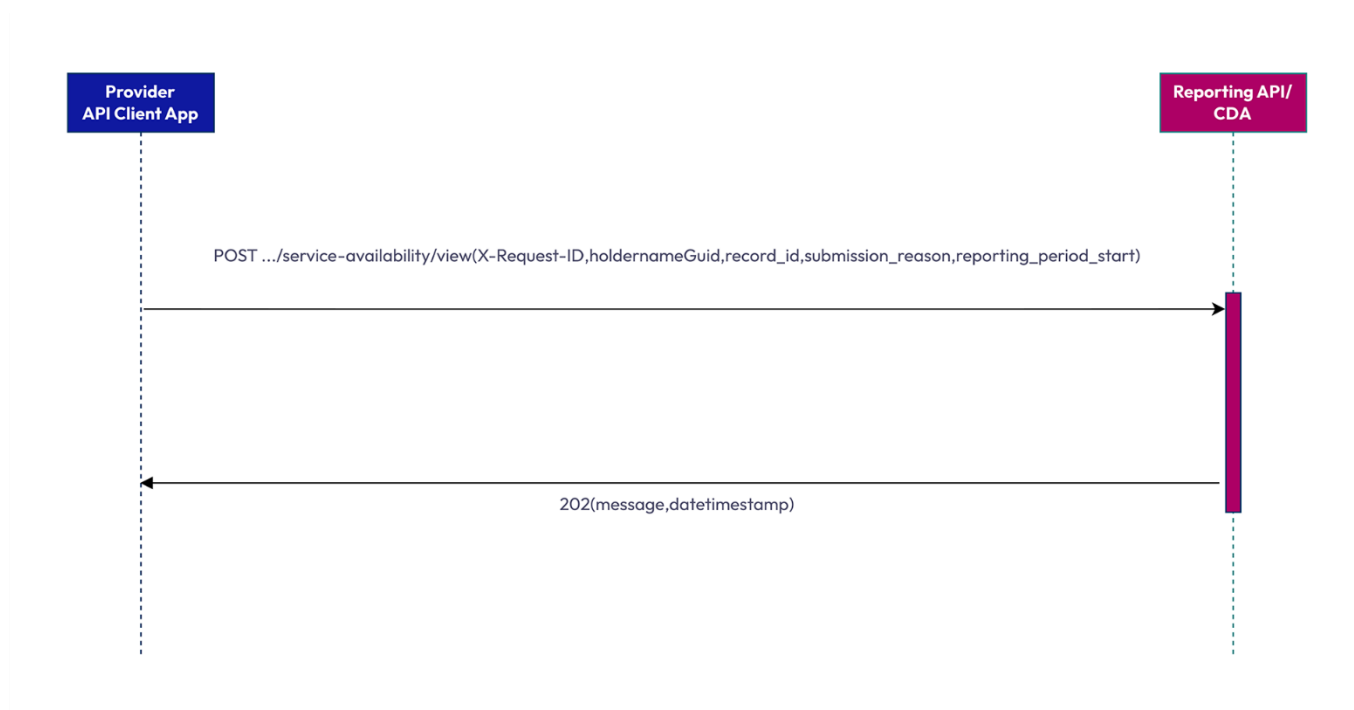 Provider
API Client App
Reporting API/
CDA
POST .../service-availability/view(X-Request-ID,holdernameGuid,record_id,submission_reason,reporting_period_start)
202(message,datetimestamp)